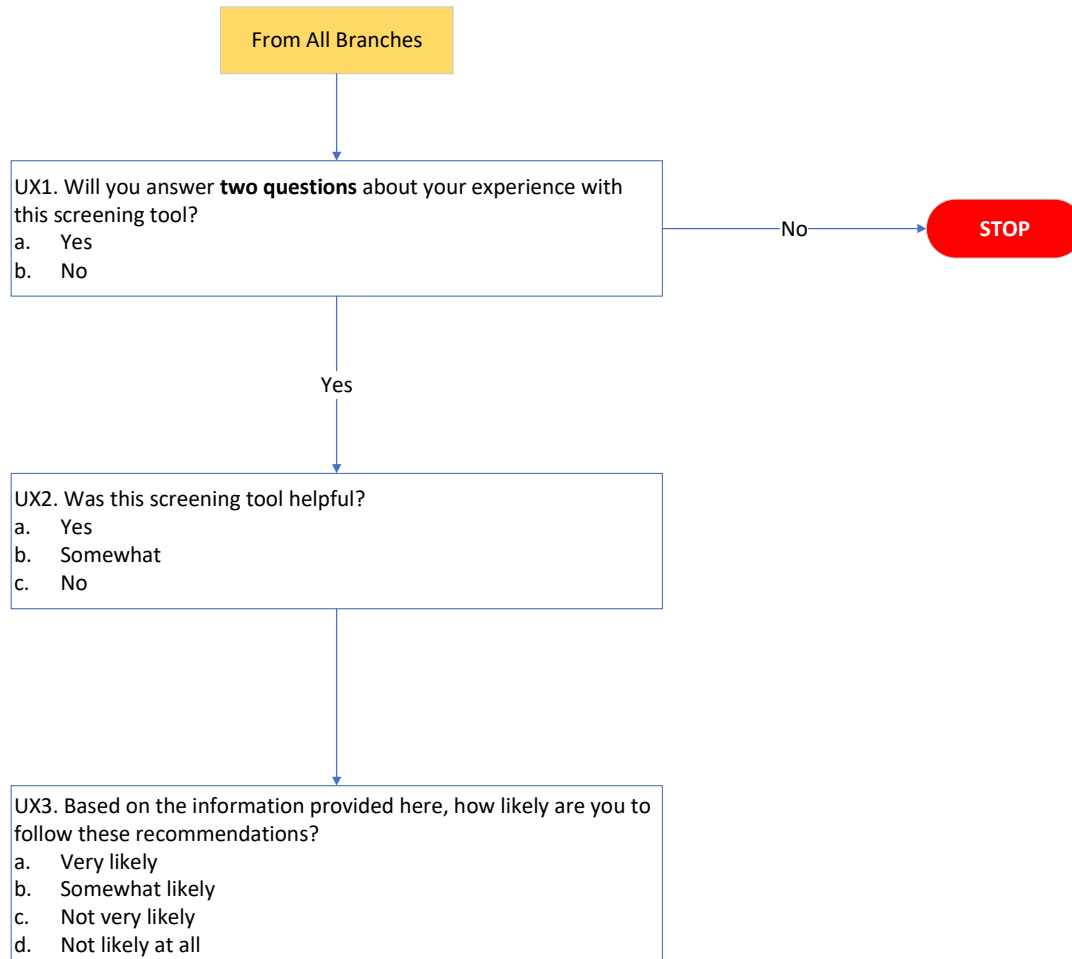 From All Branches
UX1. Will you answer two questions about your experience with
this screening tool?
a. Yes
b. No
No
STOP
Yes
UX2. Was this screening tool helpful?
a. Yes
b. Somewhat
c. No
UX3. Based on the information provided here, how likely are you to
follow these recommendations?
a. Very likely
b. Somewhat likely
c. Not very likely
d. Not likely at all